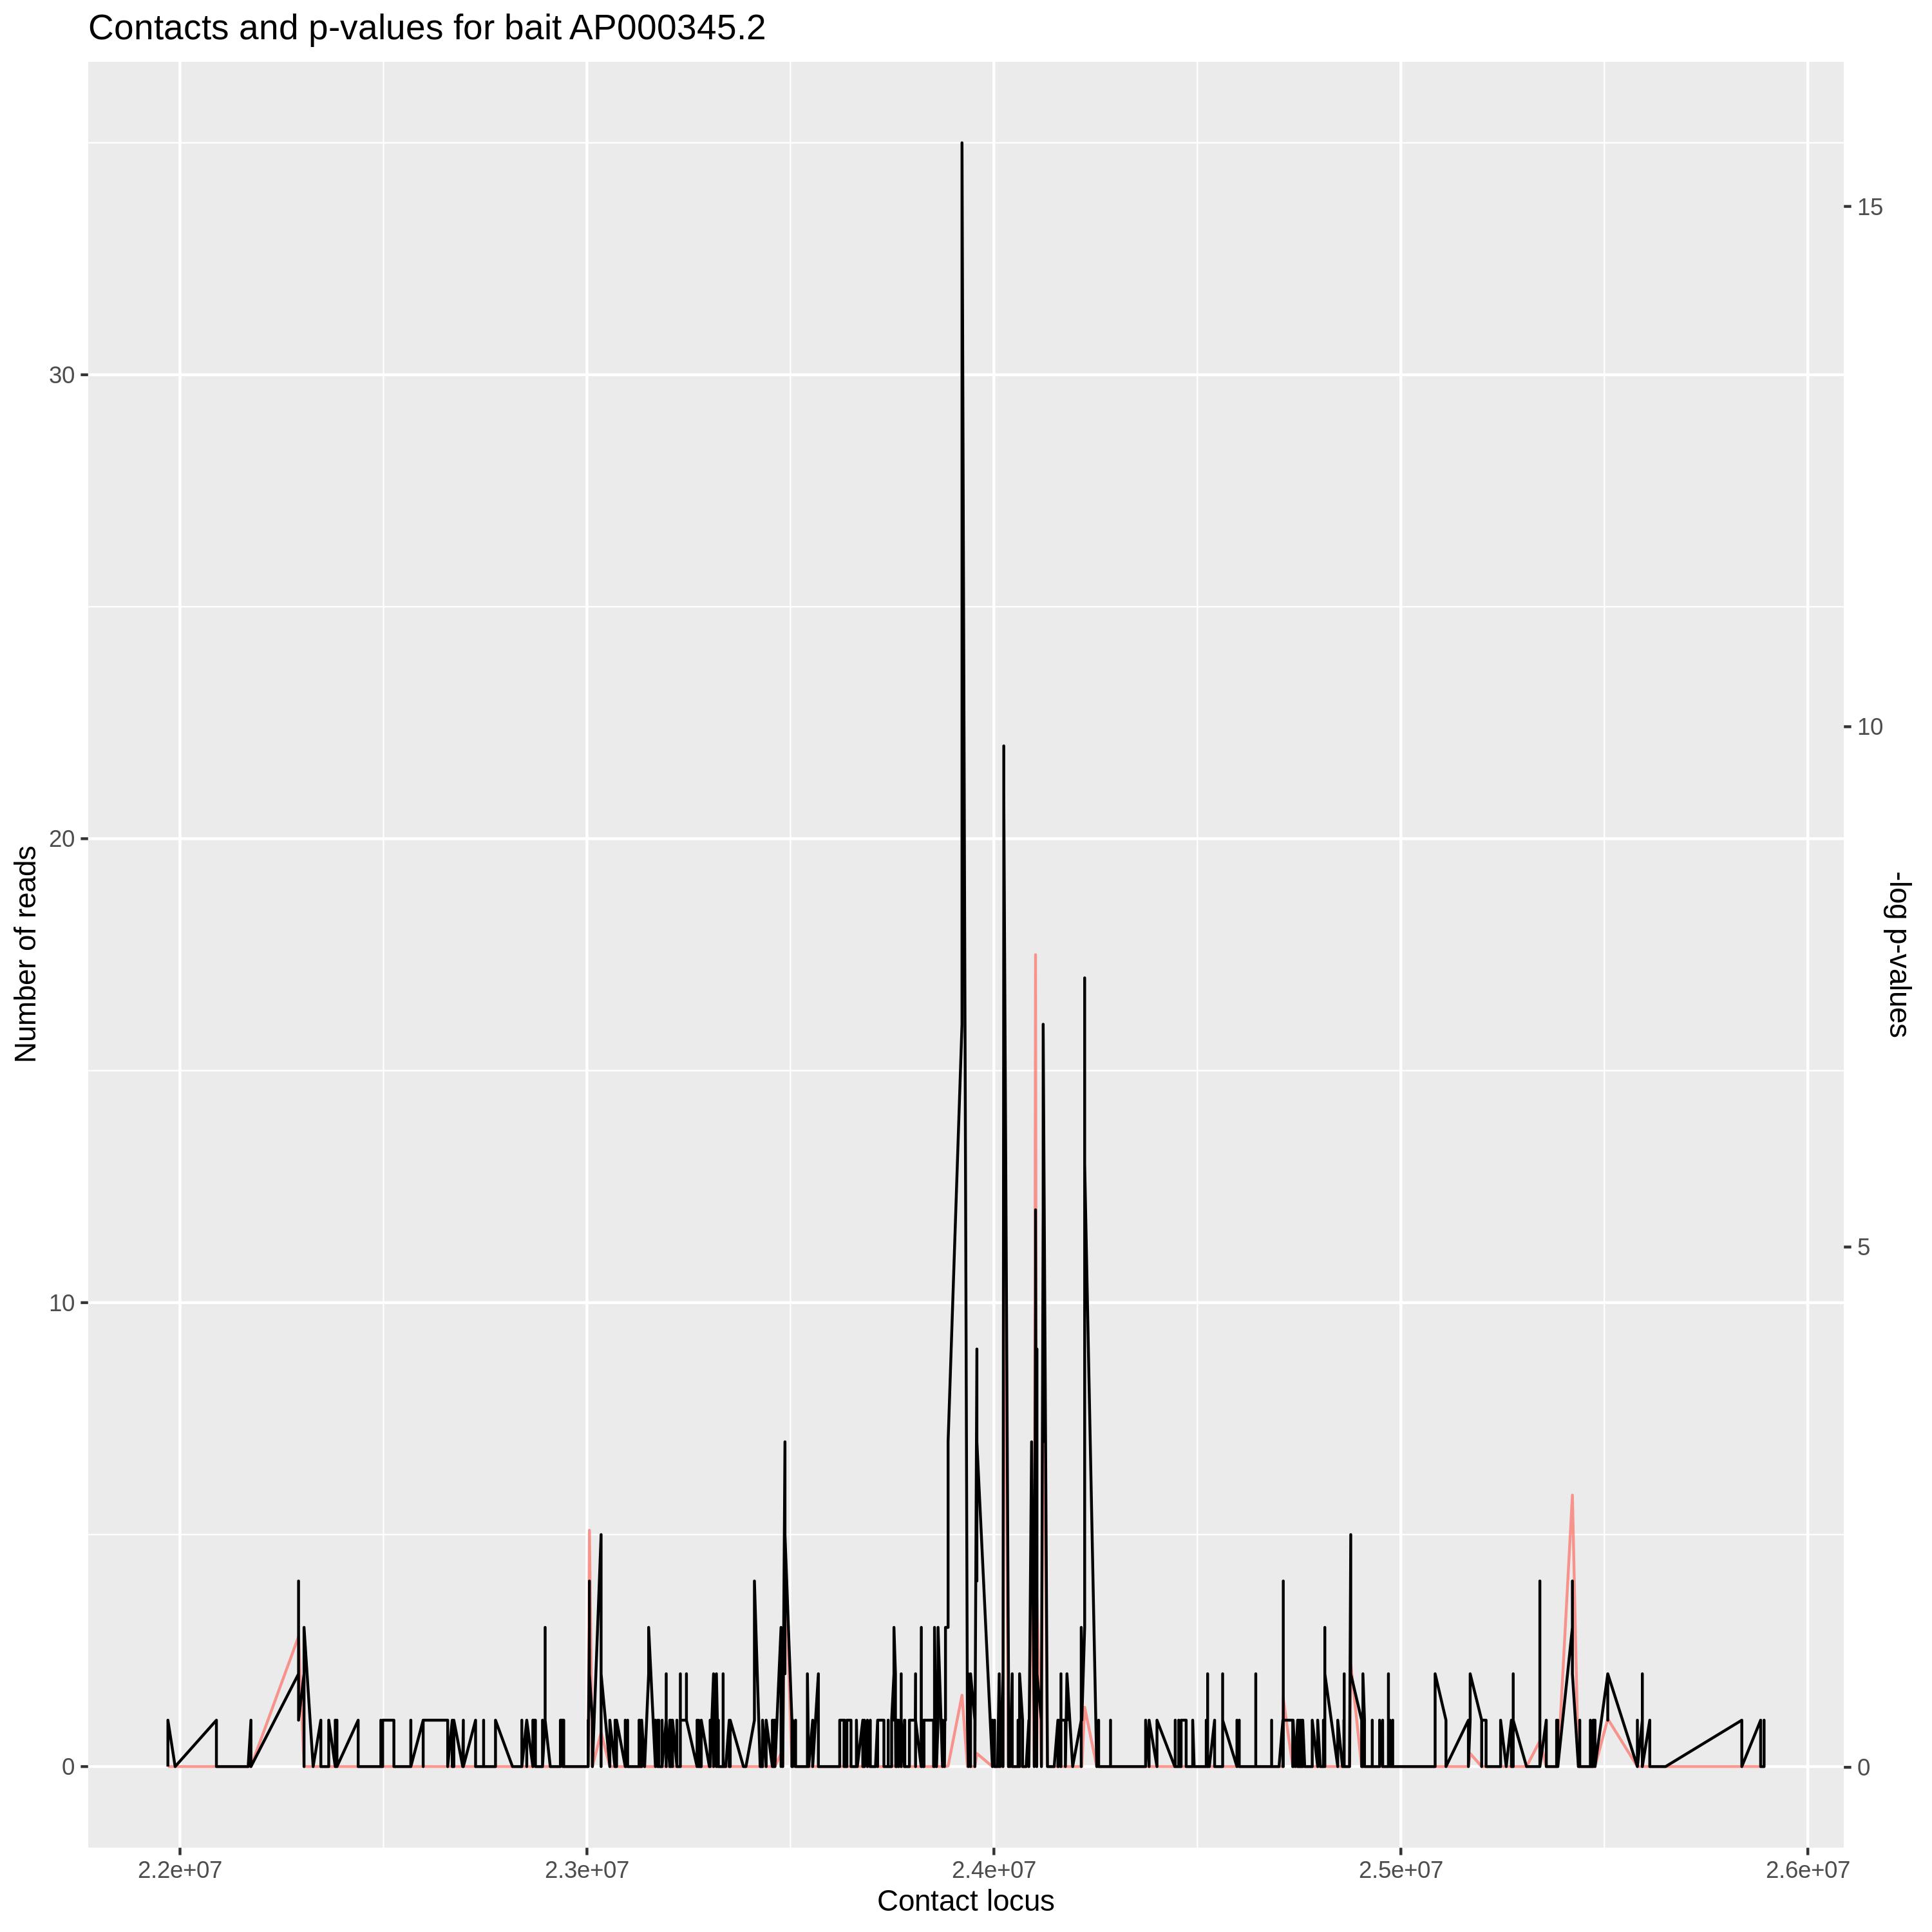 Contacts and p-values for bait AP000345.2
Number of reads
30
20
10
0
15
10
5
0
-log p-values
2.2e+07
2.3e+07
2.4e+07
2.5e+07
2.6e+07
Contact locus